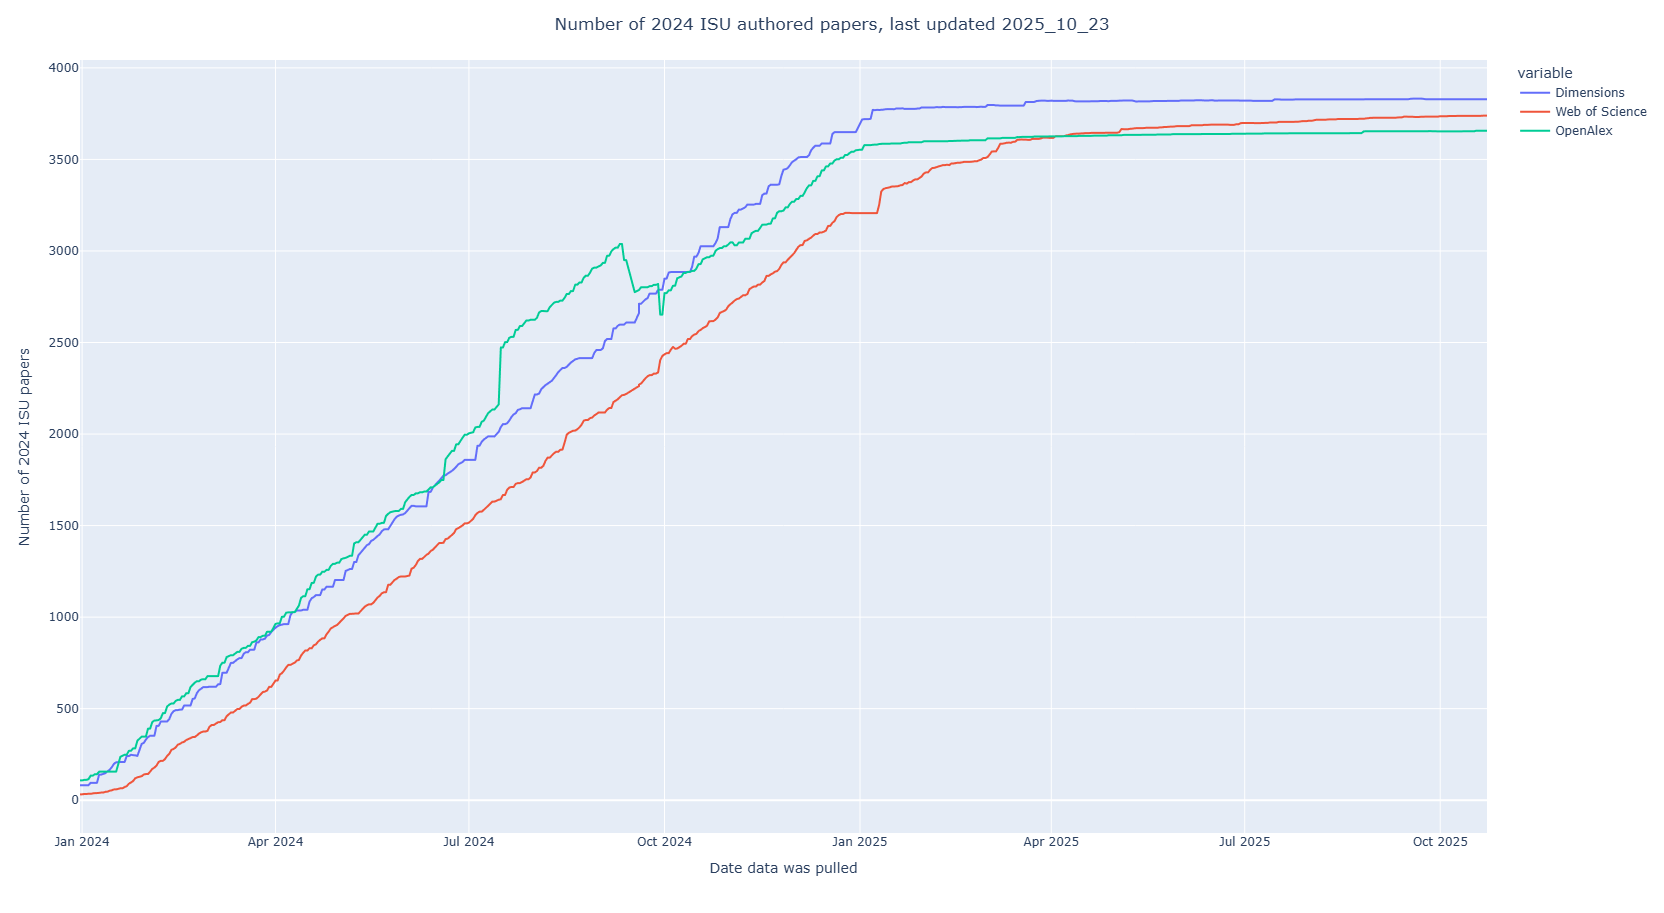 Number of 2024 ISU authored papers, last updated 2025_10_23
variable
Dimensions
Web of Science
OpenAlex
Number of 2024 ISU papers
4000
3500
3000
2500
2000
1500
1000
500
0
Jan 2024 Apr 2024 Jul 2024 Oct 2024 Jan 2025 Apr 2025 Jul 2025 Oct 2025
Date data was pulled